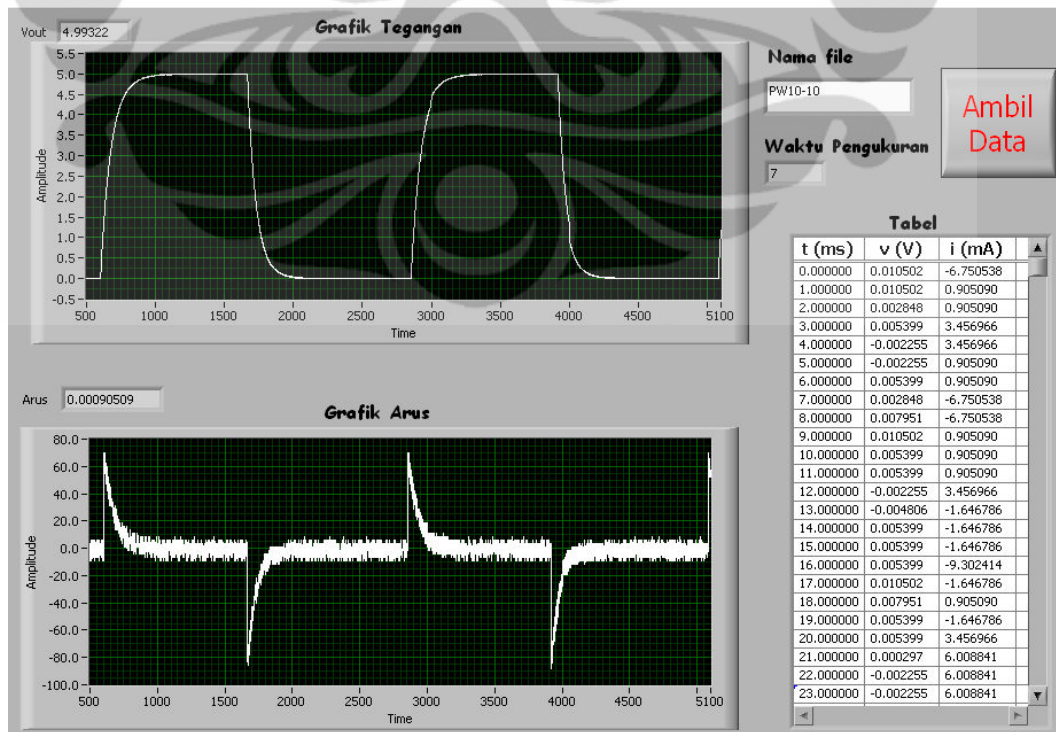 Vout 4.99322
Grafik Tegangan
5.5
5.0
4.5
4.0
3.5
3.0
2.5
2.0
1.5
1.0
0.5
0.0
-0.5
Amplitude
500 1000 1500 2000 2500 3000 3500 4000 4500 5100
Time
Nama file
PW10-10
Waktu Pengukuran
7
Ambil
Data
Arus 0.00090509
Grafik Arus
80.0
60.0
40.0
20.0
0.0
-20.0
-40.0
-60.0
-80.0
-100.0
Amplitude
500 1000 1500 2000 2500 3000 3500 4000 4500 5100
Time
Tabel
t (ms) v (V) i (mA)
0.000000 0.010502 -6.750538
1.000000 0.010502 0.905090
2.000000 0.002848 0.905090
3.000000 0.005399 3.456966
4.000000 -0.002255 3.456966
5.000000 -0.002255 0.905090
6.000000 0.005399 0.905090
7.000000 0.002848 -6.750538
8.000000 0.007951 -6.750538
9.000000 0.010502 0.905090
10.000000 0.005399 0.905090
11.000000 0.005399 0.905090
12.000000 -0.002255 3.456966
13.000000 -0.004806 -1.646786
14.000000 0.005399 -1.646786
15.000000 0.005399 -1.646786
16.000000 0.005399 -9.302414
17.000000 0.010502 -1.646786
18.000000 0.007951 0.905090
19.000000 0.005399 -1.646786
20.000000 0.005399 3.456966
21.000000 0.000297 6.008841
22.000000 -0.002255 6.008841
23.000000 -0.002255 6.008841